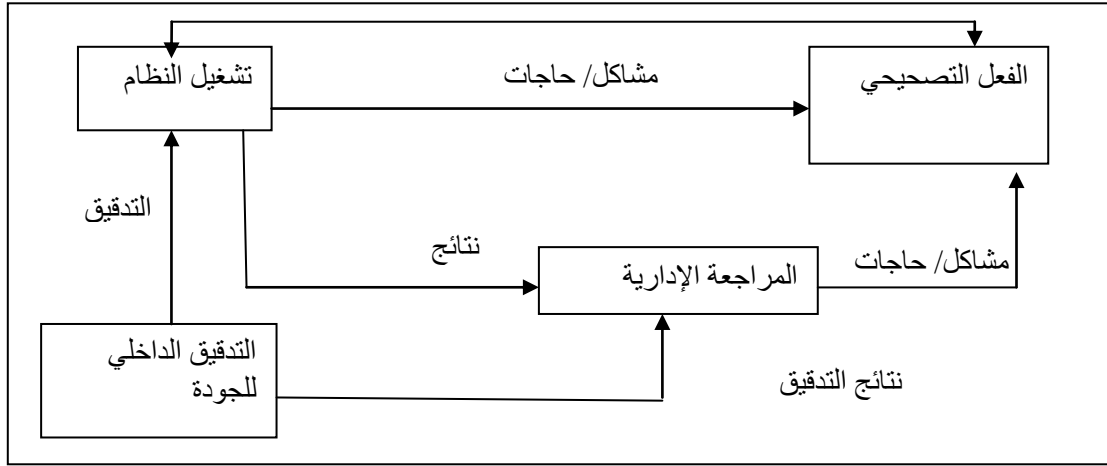 الفعل التصحيحي
مشاكل/ حاجات
تشغيل النظام
التدقيق
نتائج
المراجعة الإدارية
مشاكل/ حاجات
التدقيق الداخلي
للجودة
نتائج التدقيق